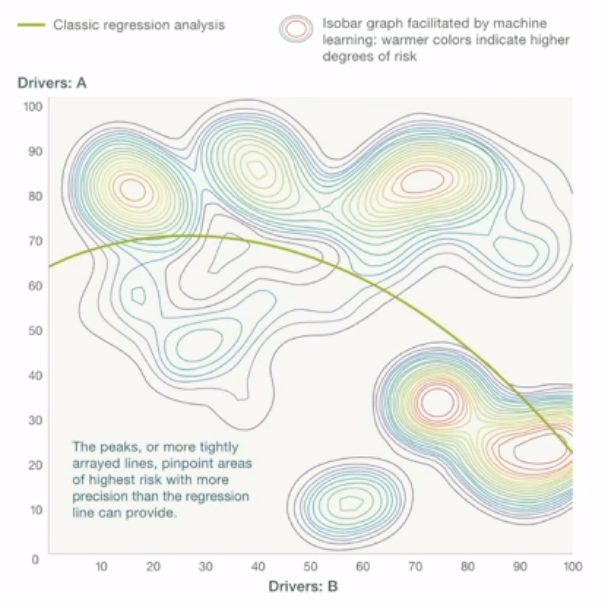 Classic regression analysis
Isobar graph facilitated by machine
learning: warmer colors indicate higher
degrees of risk
Drivers: A
100
90
80
70
60
50
40
30
20
10
0
The peaks, or more tightly
arrayed lines, pinpoint areas
of highest risk with more
precision than the regression
line can provide.
10 20 30 40 50 60 70 80 90 100
Drivers: B